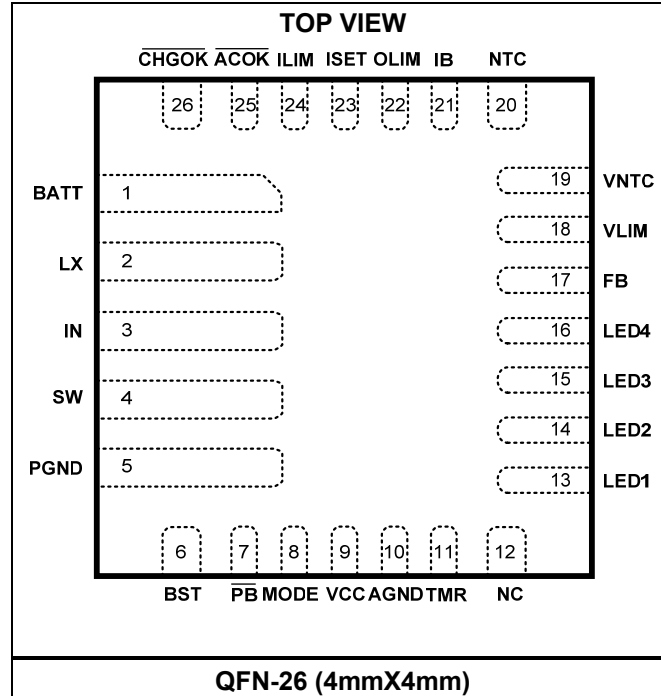 TOP VIEW
CHGOK ACOK ILIM ISET OLIM IB NTC
26 25 24 23 22 21 20
BATT 1 19 VNTC
18 VLIM
LX 2
17 FB
IN 3 16 LED4
15 LED3
SW 4
14 LED2
PGND 5 13 LED1
6 7 8 9 10 11 12
BST PB MODE VCC AGND TMR NC
QFN-26 (4mmX4mm)